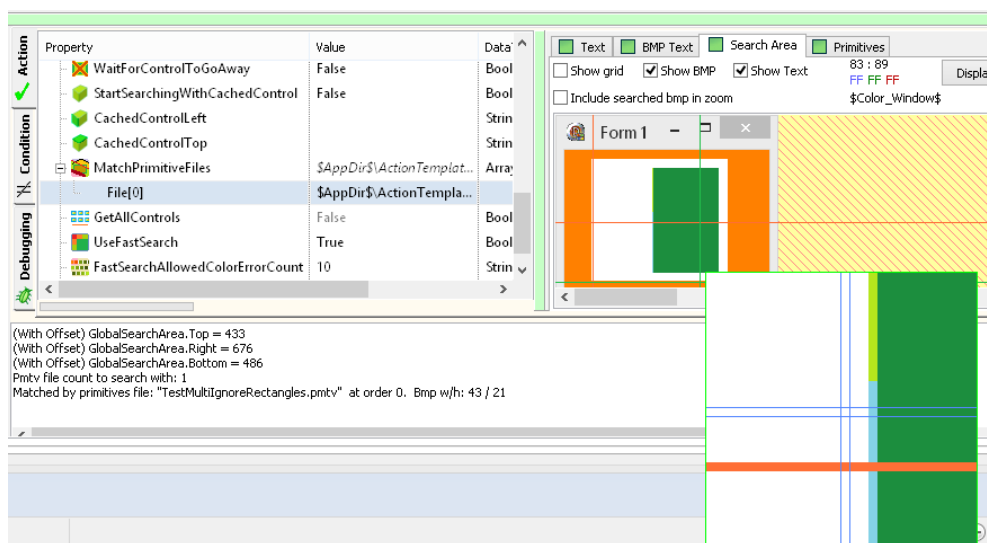 Action
Condition
Debugging
Property Value Data
WaitForControlToGoAway False Bool
StartSearchingWithCachedControl False Bool
CachedControlLeft Strin
CachedControlTop Strin
MatchPrimitiveFiles $AppDir$\ActionTemplat... Array
File[0] $AppDir$\ActionTempla...
GetAllControls False Bool
UseFastSearch True Bool
FastSearchAllowedColorErrorCount 10 Strin
Text BMP Text Search Area Primitives
Show grid Show BMP Show Text 83 : 89
FF FF FF Displa
Include searched bmp in zoom $Color_Window$
Form1
(With Offset) GlobalSearchArea.Top = 433
(With Offset) GlobalSearchArea.Right = 676
(With Offset) GlobalSearchArea.Bottom = 486
Pmtv file count to search with: 1
Matched by primitives file: "TestMultiIgnoreRectangles.pmtv" at order 0. Bmp w/h: 43 / 21